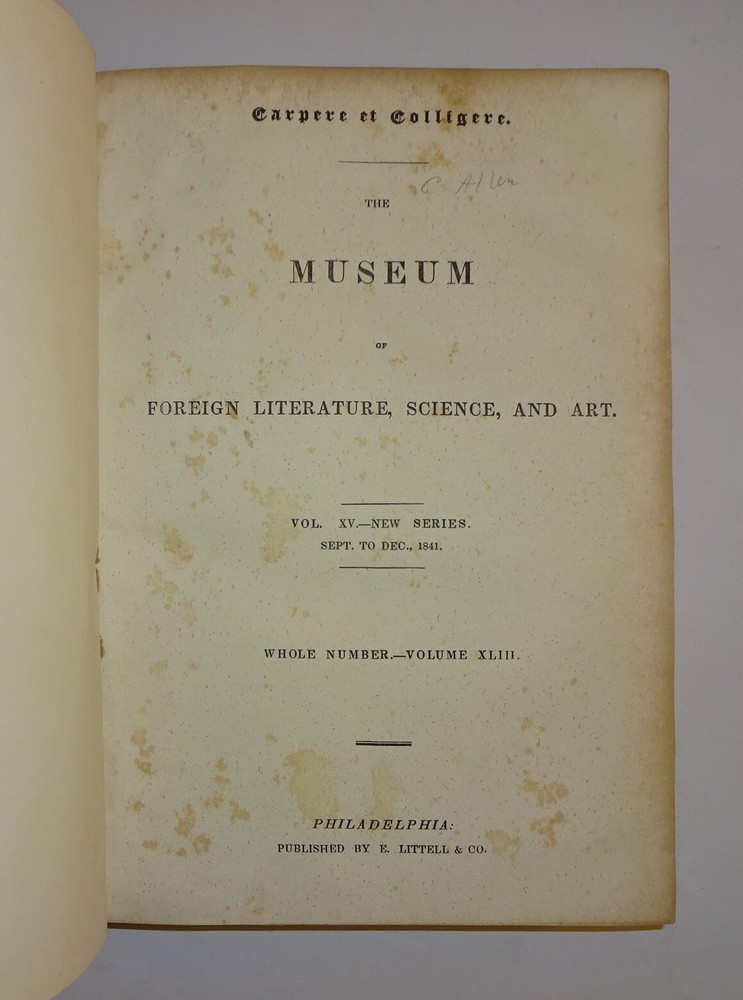 Carpere et Colligere.
C Allen
THE
MUSEUM
OF
FOREIGN LITERATURE, SCIENCE, AND ART.
VOL. XV.—NEW SERIES.
SEPT. TO DEC., 1841.
WHOLE NUMBER.—VOLUME XLIII.
PHILADELPHIA:
PUBLISHED BY E. LITTELL & CO.